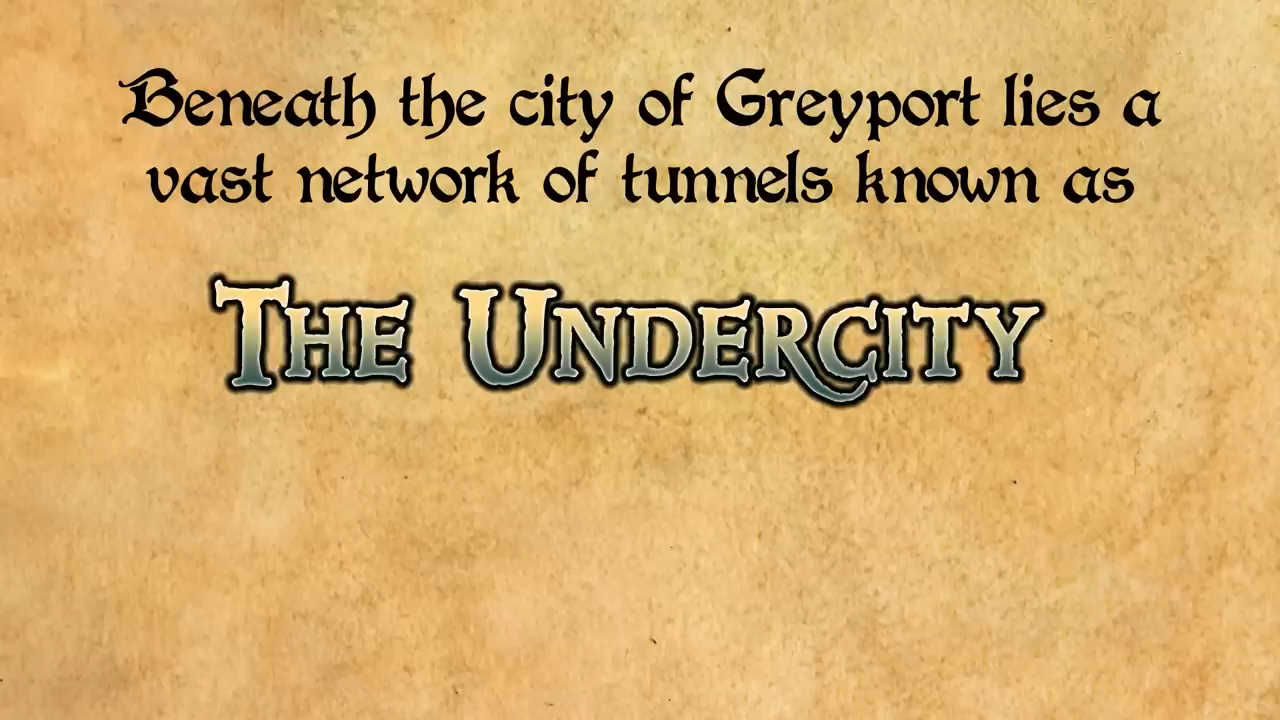 Beneath the city of Greyport lies a
vast network of tunnels known as
The Undercity